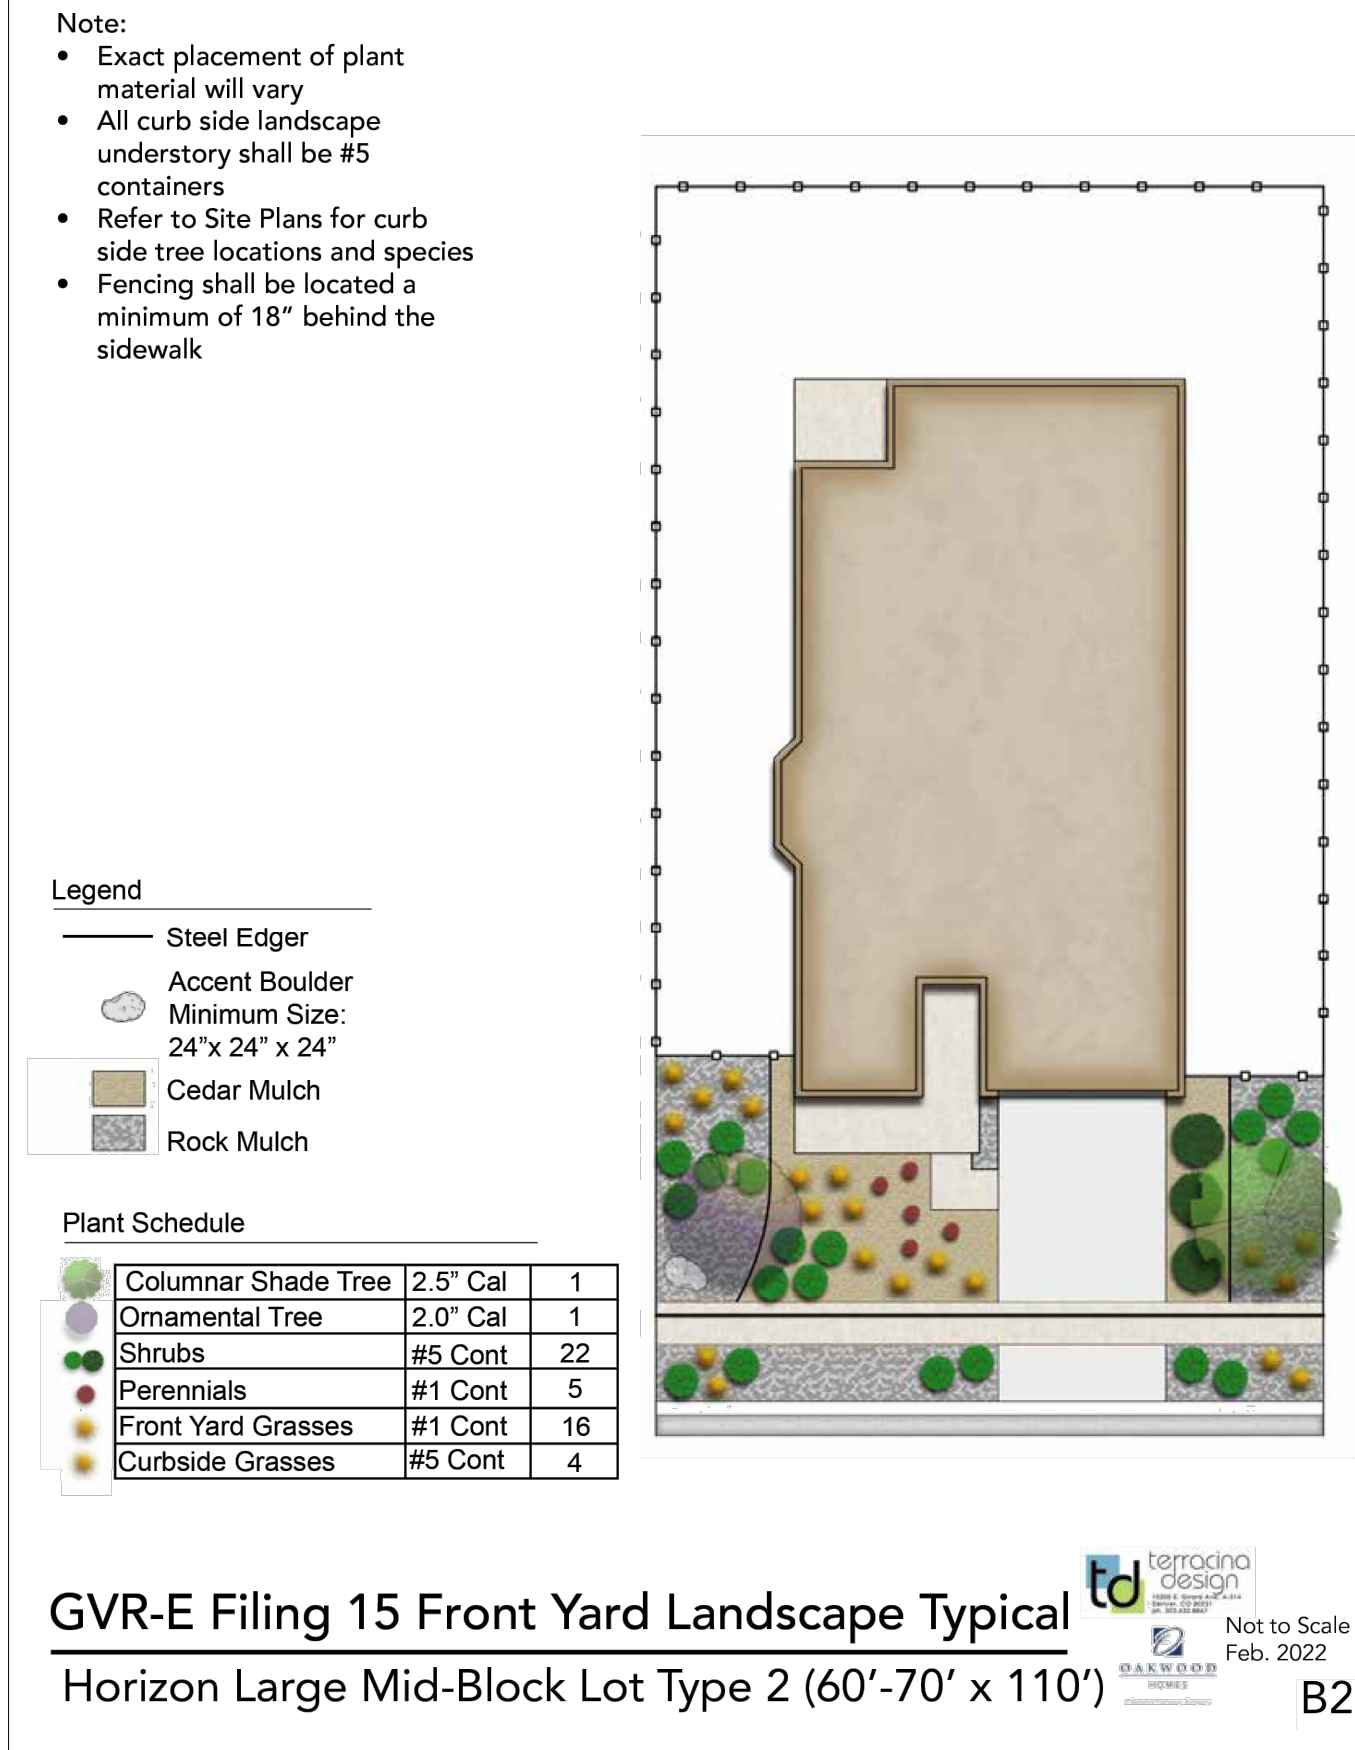 Note:
• Exact placement of plant
material will vary
• All curb side landscape
understory shall be #5
containers
• Refer to Site Plans for curb
side tree locations and species
• Fencing shall be located a
minimum of 18” behind the
sidewalk
Legend
Steel Edger
Accent Boulder
Minimum Size:
24”x 24” x 24”
Cedar Mulch
Rock Mulch
Plant Schedule
Columnar Shade Tree 2.5” Cal 1
Ornamental Tree 2.0” Cal 1
Shrubs #5 Cont 22
Perennials #1 Cont 5
Front Yard Grasses #1 Cont 16
Curbside Grasses #5 Cont 4
GVR-E Filing 15 Front Yard Landscape Typical
Horizon Large Mid-Block Lot Type 2 (60’-70’ x 110’)
td
terracina
design
OAKWOOD
HOMES
Not to Scale
Feb. 2022
B2